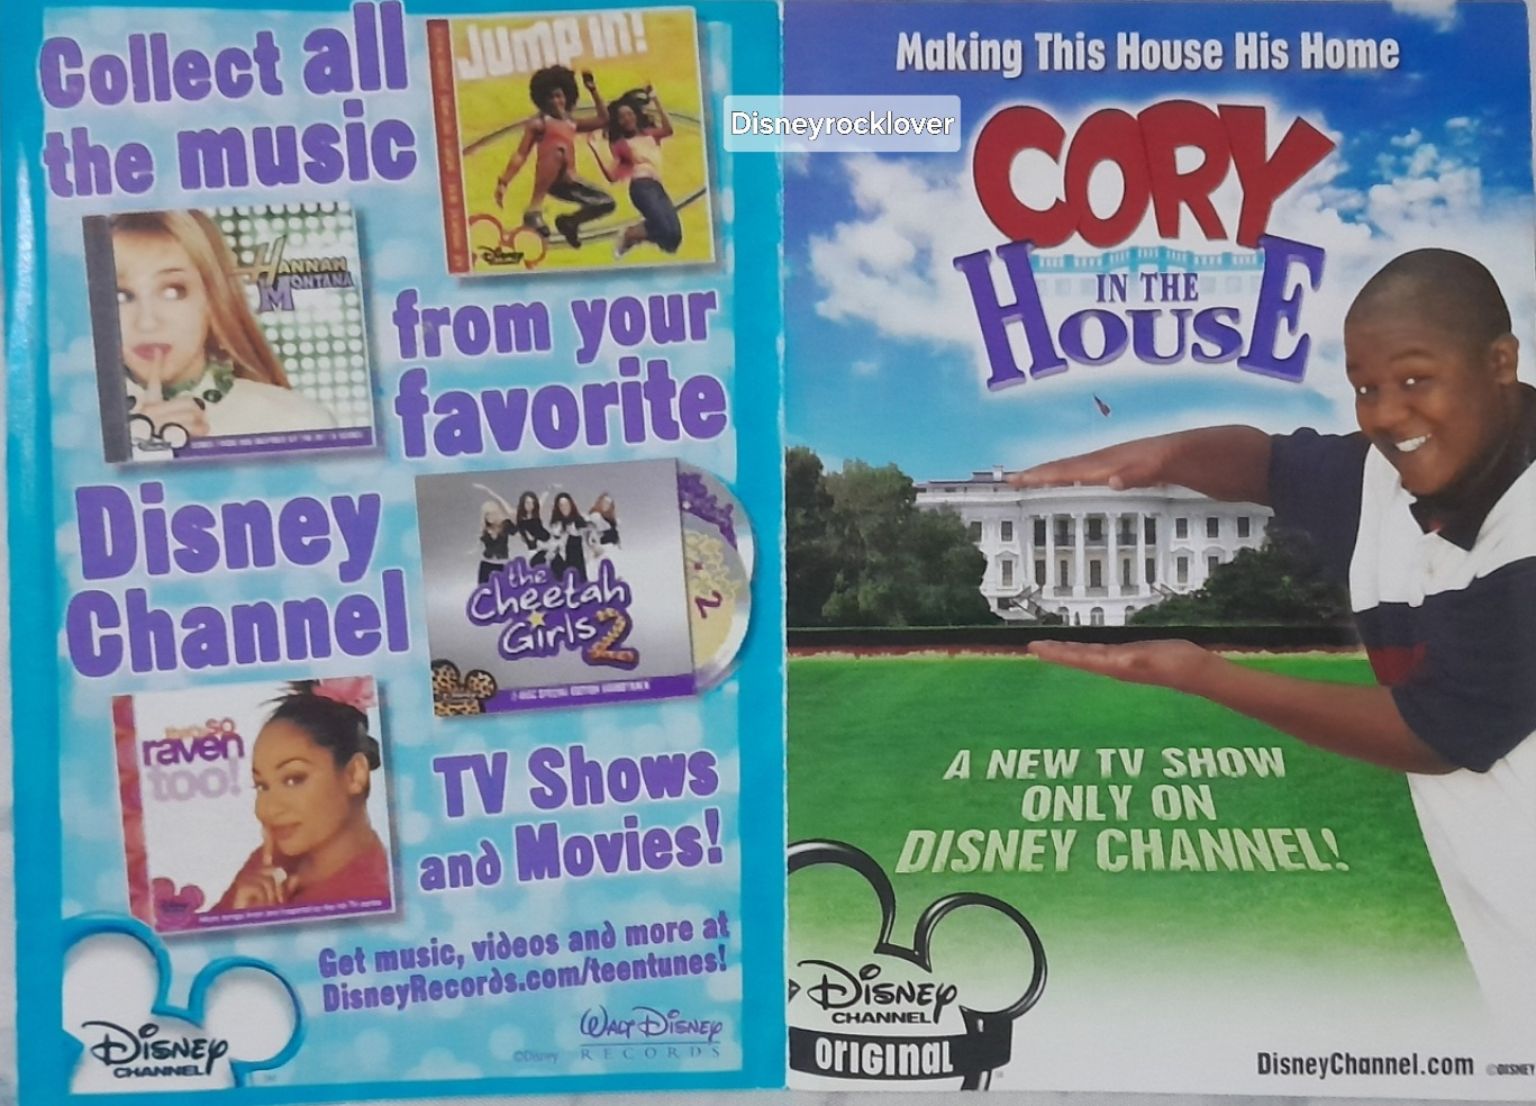 Collect all
the music
JUMP IN!
Disney
HANNAH
MONTANA
from your
favorite
Disney
Channel
the
Cheetah
Girls
2
2
that's so
raven
too!
TV Shows
and Movies!
Get music, videos and more at
DisneyRecords.com/teentunes!
DISNEY
CHANNEL
©Disney
WALT DISNEY
RECORDS
Disneyrocklover
Making This House His Home
CORY
IN THE
HOUSE
A NEW TV SHOW
ONLY ON
DISNEY CHANNEL!
DISNEY
CHANNEL
ORIGINAL
DisneyChannel.com
©DISNEY